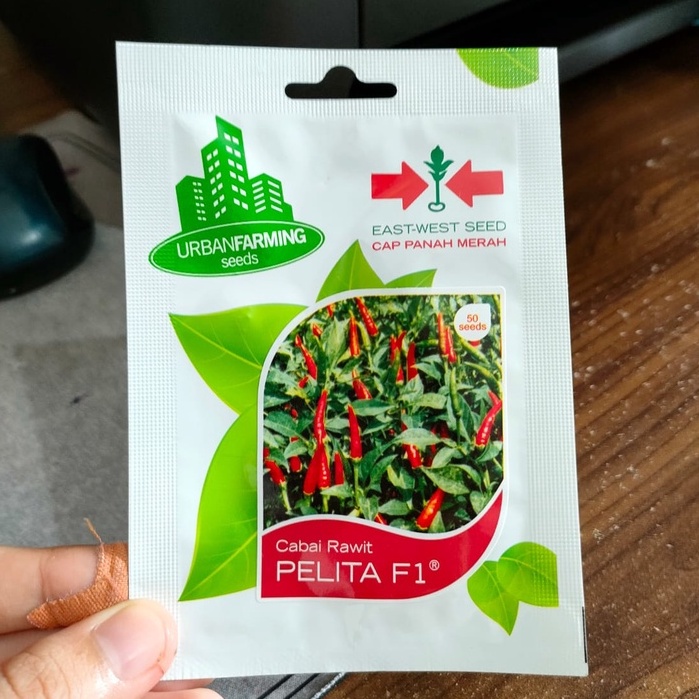 URBANFARMING
seeds
EAST-WEST SEED
CAP PANAH MERAH
50
seeds
Cabai Rawit
PELITA F1®